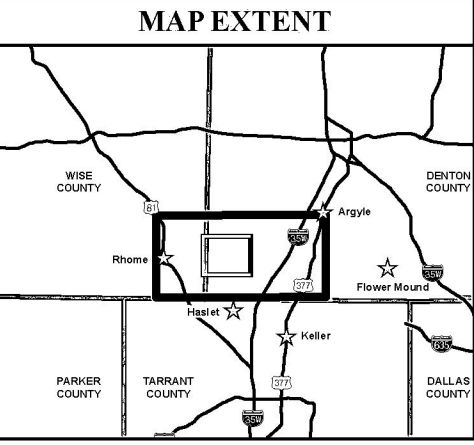 MAP EXTENT
WISE
COUNTY
DENTON
COUNTY
81
Argyle
35W
Rhome
35W
377
Flower Mound
Haslet
Keller
635
PARKER
COUNTY
TARRANT
COUNTY
377
DALLAS
COUNTY
35W